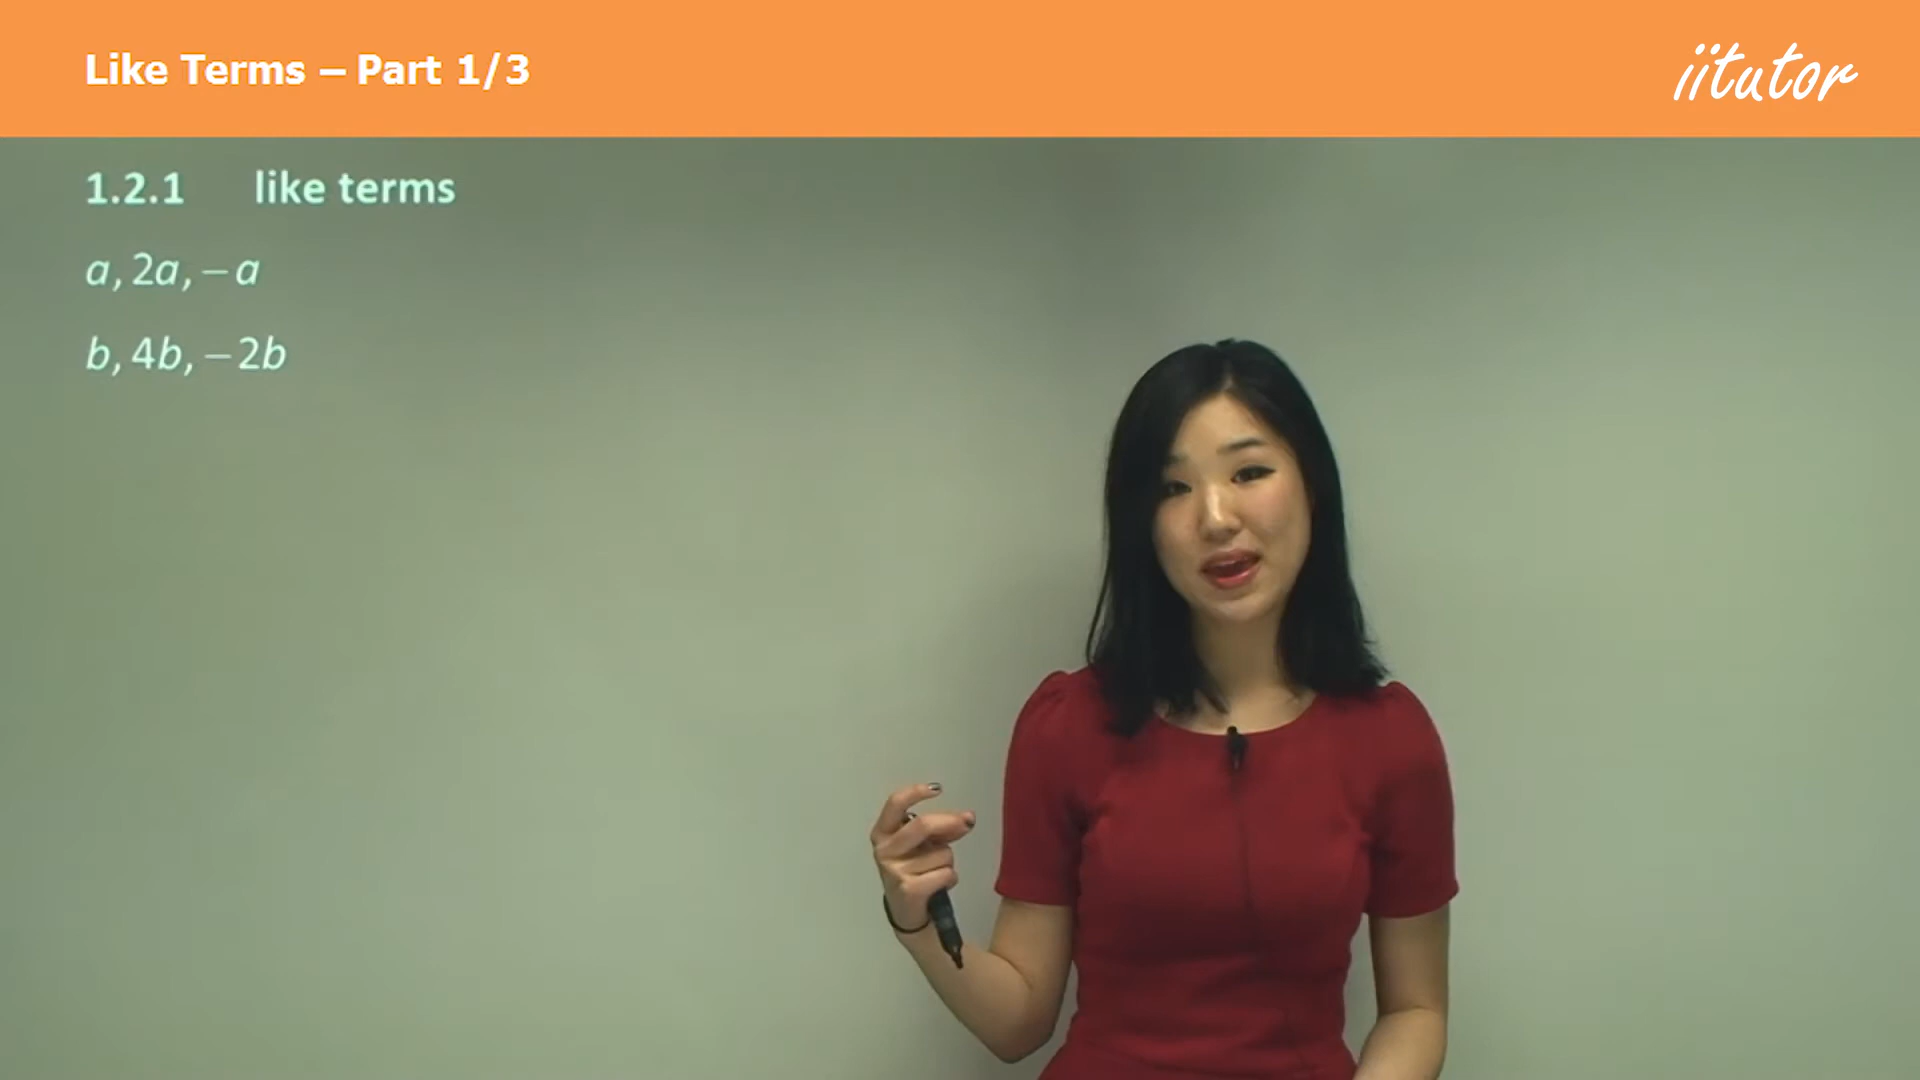 Like Terms – Part 1/3
iitutor
1.2.1 like terms
a, 2a, −a
b, 4b, −2b